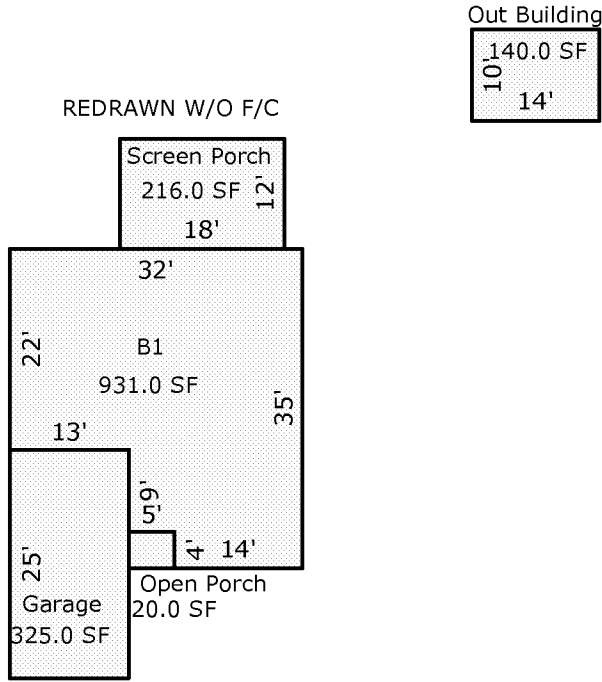 Out Building
140.0 SF
10'
14'
REDRAWN W/O F/C
Screen Porch
216.0 SF
12'
18'
32'
22'
B1
931.0 SF
35'
13'
9'
5'
4'
14'
25'
Open Porch
20.0 SF
Garage
325.0 SF